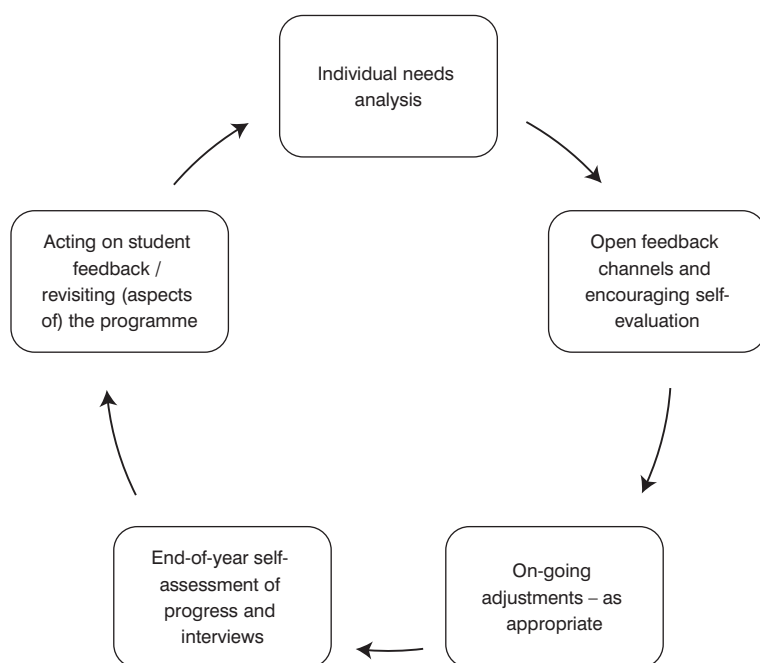 Individual needs
analysis
Open feedback
channels and
encouraging self-
evaluation
On-going
adjustments – as
appropriate
End-of-year self-
assessment of
progress and
interviews
Acting on student
feedback /
revisiting (aspects
of) the programme